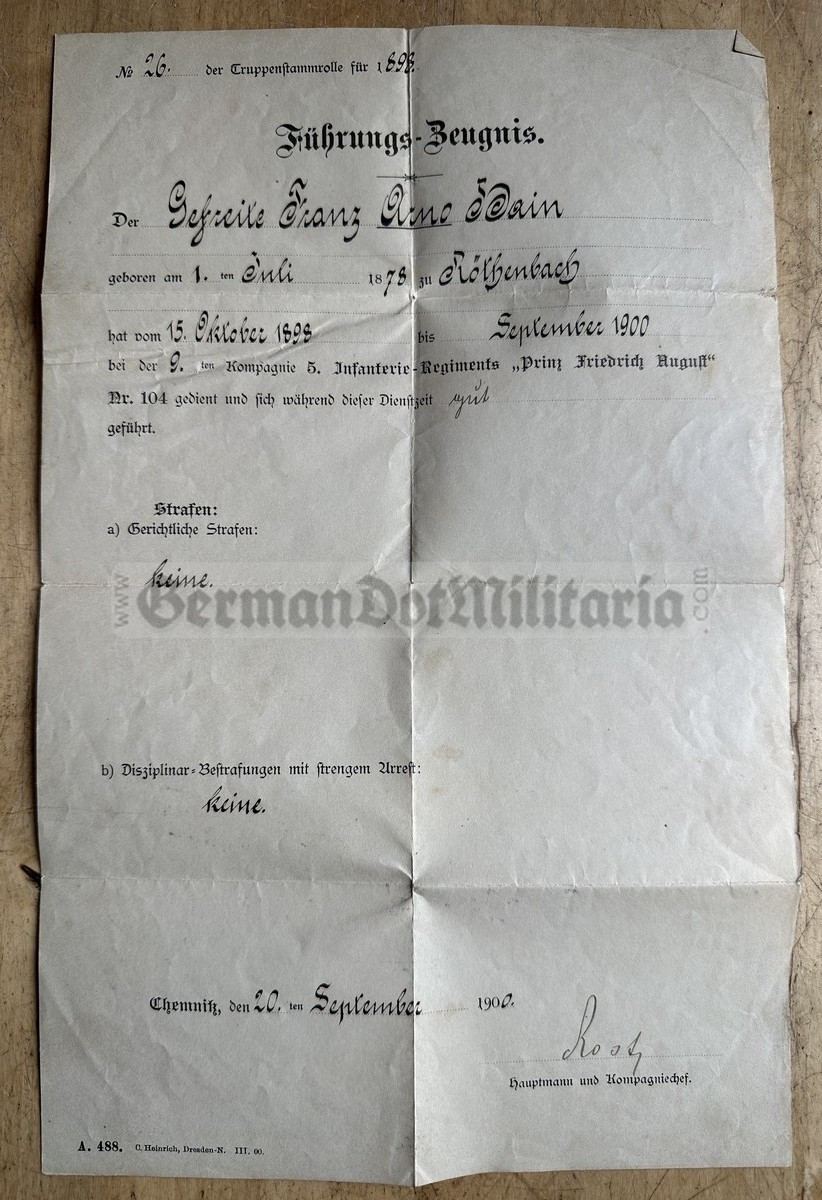 № 26. der Truppenstammrolle für 1898.
Führungs-Zeugnis.
Der Gefreite Franz Arno Hain
geboren am 1. ten Juli 1878 zu Röthenbach
hat vom 15. Oktober 1898 bis September 1900
bei der 9. ten Kompagnie 5. Infanterie-Regiments „Prinz Friedrich August“
Nr. 104 gedient und sich während dieser Dienstzeit gut
geführt.
Strafen:
a) Gerichtliche Strafen:
keine.
www.GermanDotMilitaria.com
b) Disziplinar-Bestrafungen mit strengem Arrest:
keine.
Chemnitz, den 20. ten September 1900.
Rost
Hauptmann und Kompagniechef.
A. 488. C. Heinrich, Dresden-N. III. 00.